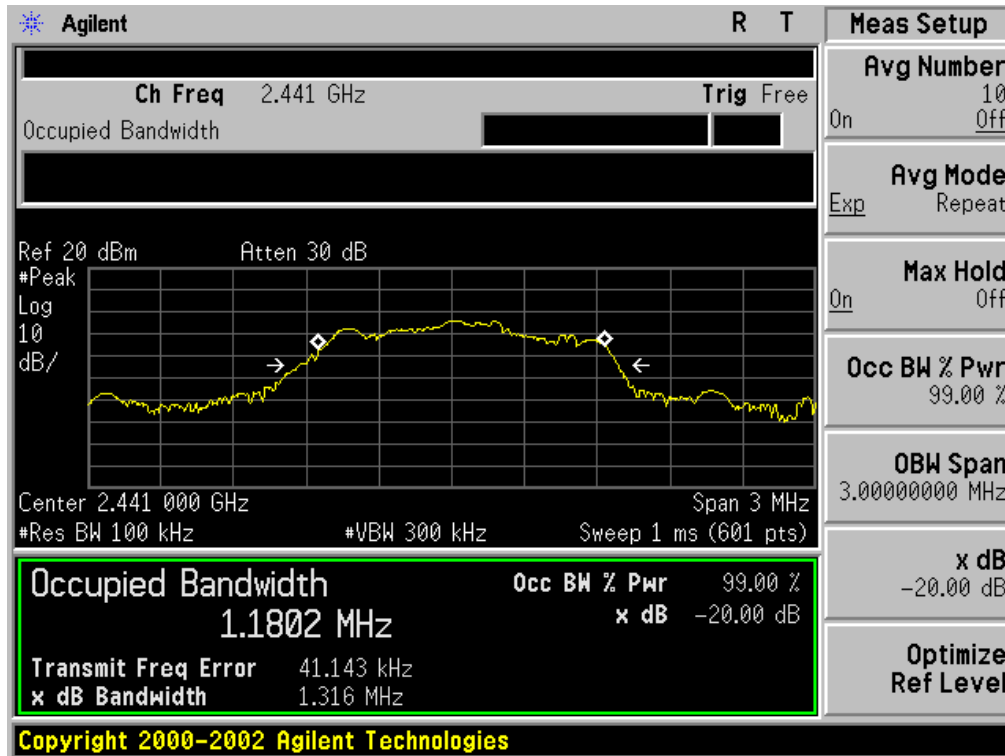 Agilent R T
Ch Freq 2.441 GHz Trig Free
Occupied Bandwidth
Ref 20 dBm Atten 30 dB
#Peak
Log
10
dB/
Center 2.441 000 GHz Span 3 MHz
#Res BW 100 kHz #VBW 300 kHz Sweep 1 ms (601 pts)
Occupied Bandwidth
1.1802 MHz
Occ BW % Pwr 99.00 %
x dB -20.00 dB
Transmit Freq Error 41.143 kHz
x dB Bandwidth 1.316 MHz
Copyright 2000-2002 Agilent Technologies
Meas Setup
Avg Number
10
On Off
Avg Mode
Exp Repeat
Max Hold
On Off
Occ BW % Pwr
99.00 %
OBW Span
3.00000000 MHz
x dB
-20.00 dB
Optimize
Ref Level